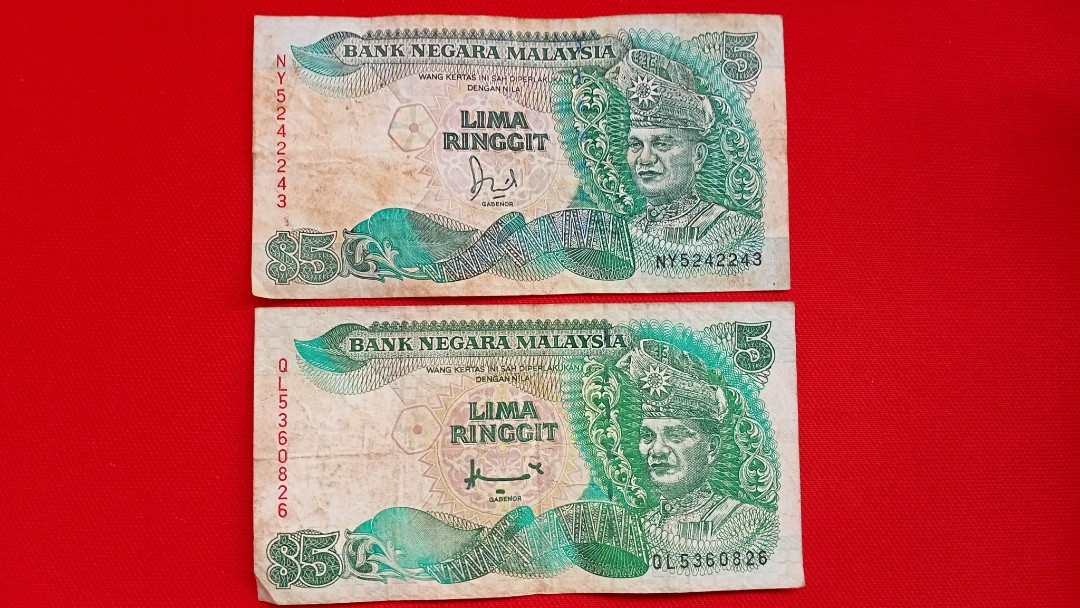 BANK NEGARA MALAYSIA
5
WANG KERTAS INI SAH DIPERLAKUKAN
DENGAN NILAI
LIMA
RINGGIT
GABENOR
$5
NY5242243
NY5242243
BANK NEGARA MALAYSIA
5
WANG KERTAS INI SAH DIPERLAKUKAN
DENGAN NILAI
LIMA
RINGGIT
GABENOR
$5
QL5360826
QL5360826